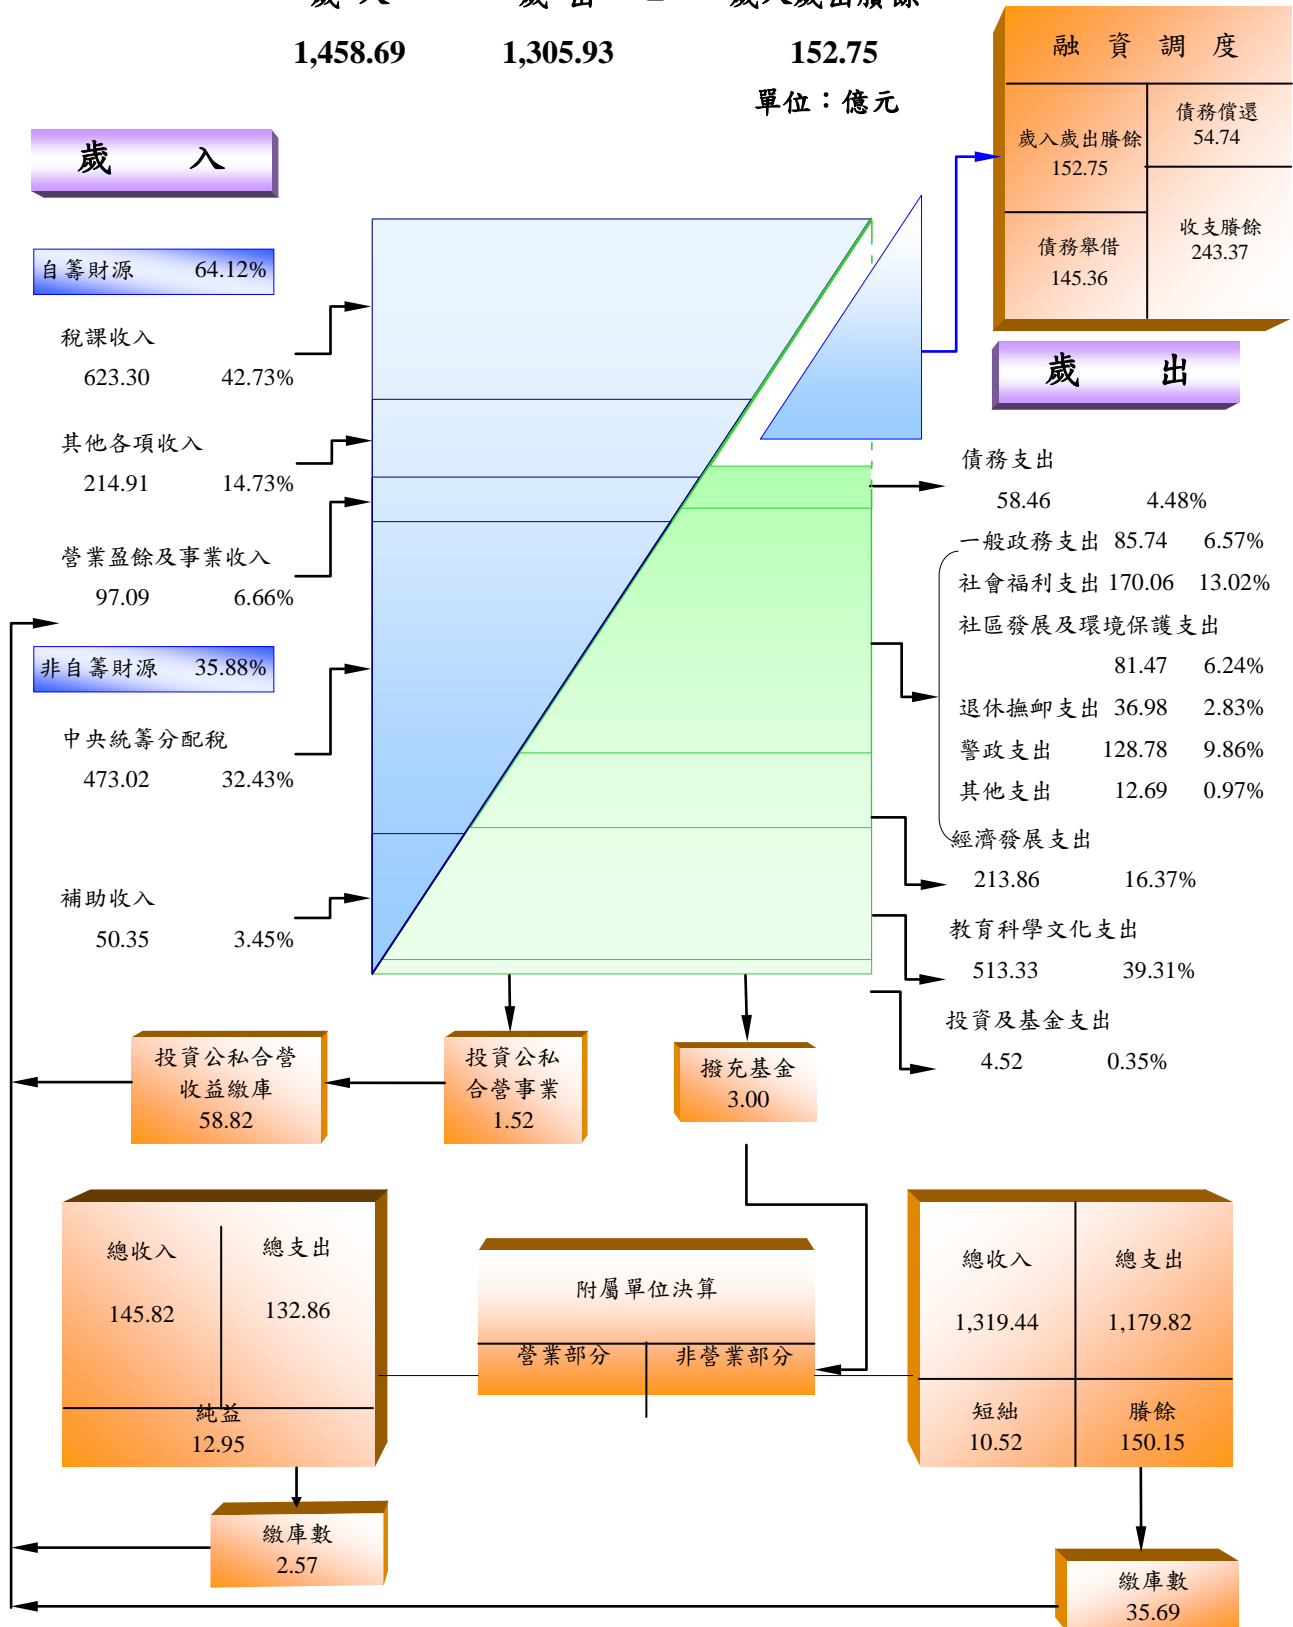 歲 入 歲 出 = 歲入歲出賸餘
1,458.69 1,305.93 152.75
單位：億元
融 資 調 度
歲入歲出賸餘
152.75
債務償還
54.74
債務舉借
145.36
收支賸餘
243.37
歲 入
自籌財源 64.12%
稅課收入
623.30 42.73%
其他各項收入
214.91 14.73%
營業盈餘及事業收入
97.09 6.66%
非自籌財源 35.88%
中央統籌分配稅
473.02 32.43%
補助收入
50.35 3.45%
歲 出
債務支出
58.46 4.48%
一般政務支出 85.74 6.57%
社會福利支出 170.06 13.02%
社區發展及環境保護支出
81.47 6.24%
退休撫卹支出 36.98 2.83%
警政支出 128.78 9.86%
其他支出 12.69 0.97%
經濟發展支出
213.86 16.37%
教育科學文化支出
513.33 39.31%
投資及基金支出
4.52 0.35%
投資公私合營
收益繳庫
58.82
投資公私
合營事業
1.52
撥充基金
3.00
總收入 總支出
145.82 132.86
純益
12.95
附屬單位決算
營業部分 非營業部分
總收入 總支出
1,319.44 1,179.82
短絀 賸餘
10.52 150.15
繳庫數
2.57
繳庫數
35.69